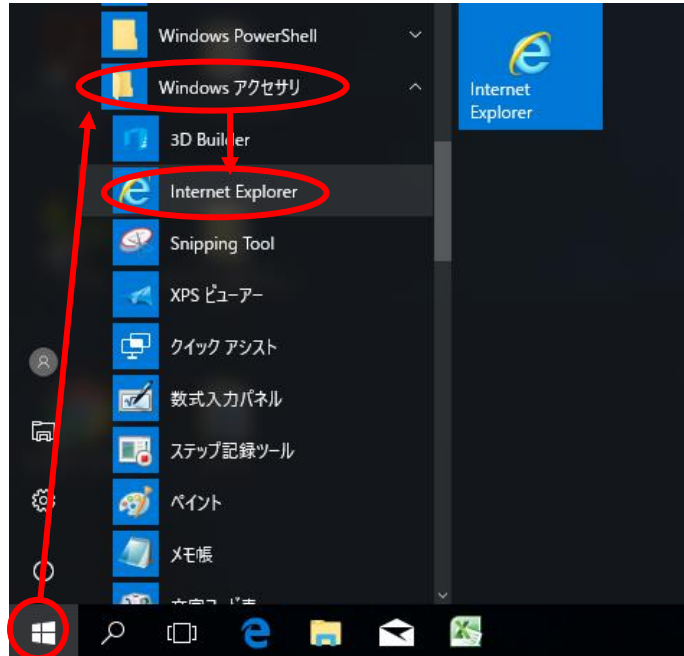 Windows PowerShell
Windows アクセサリ
3D Builder
Internet Explorer
Snipping Tool
XPS ビューアー
クイック アシスト
数式入力パネル
ステップ記録ツール
ペイント
メモ帳
Internet
Explorer